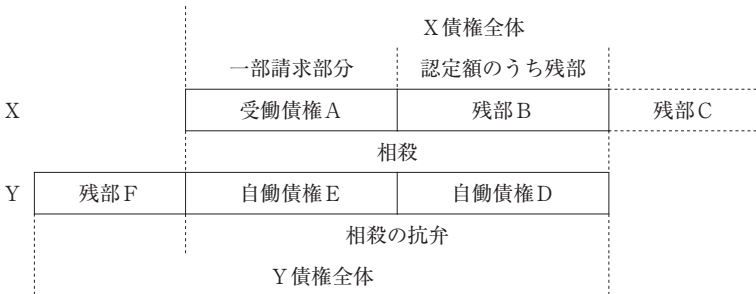 X債権全体
一部請求部分 認定額のうち残部
X 受働債権A 残部B 残部C
相殺
Y 残部F 自働債権E 自働債権D
相殺の抗弁
Y債権全体